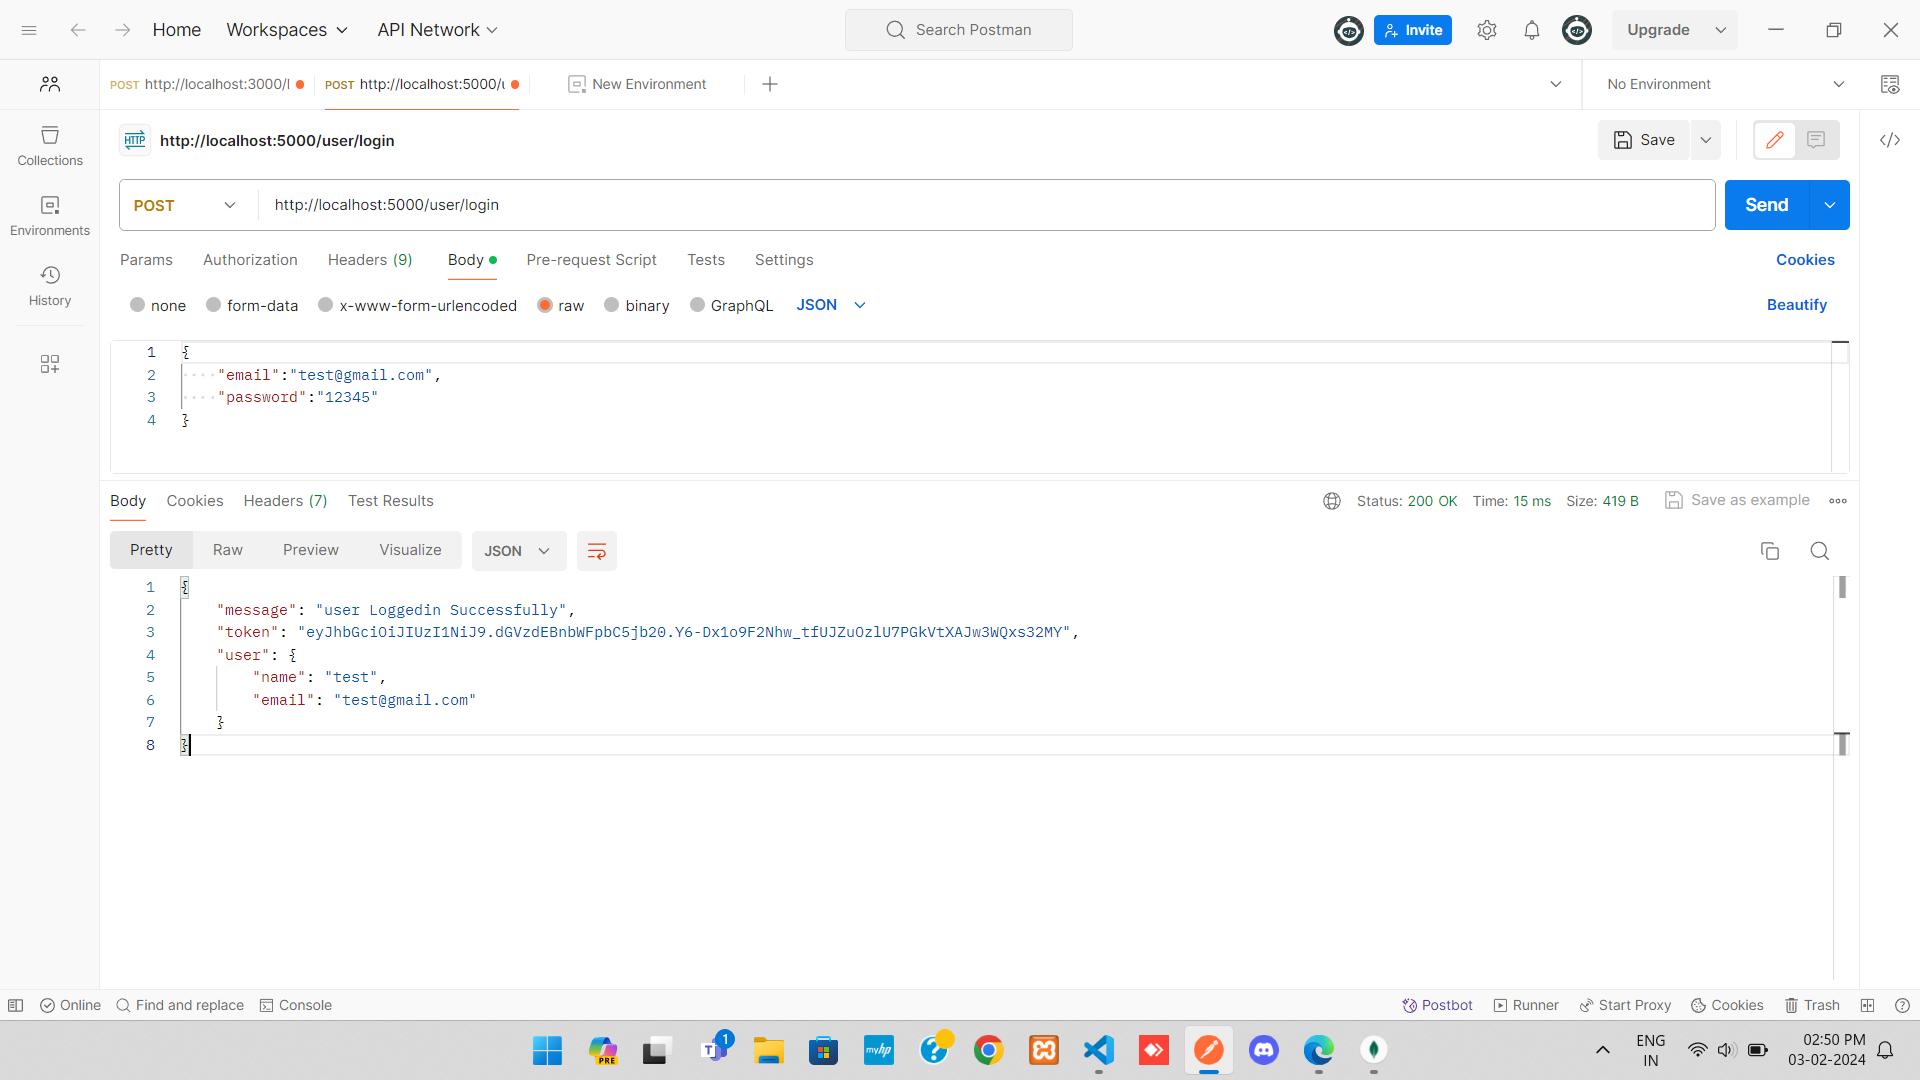 Home Workspaces API Network Search Postman Invite Upgrade
POST http://localhost:3000/l POST http://localhost:5000/u New Environment No Environment
HTTP http://localhost:5000/user/login Save
Collections
Environments
History
POST http://localhost:5000/user/login Send
Params Authorization Headers (9) Body Pre-request Script Tests Settings Cookies
none form-data x-www-form-urlencoded raw binary GraphQL JSON Beautify
1 {
2 "email":"test@gmail.com",
3 "password":"12345"
4 }
Body Cookies Headers (7) Test Results Status: 200 OK Time: 15 ms Size: 419 B Save as example
Pretty Raw Preview Visualize JSON
1 {
2 "message": "user Loggedin Successfully",
3 "token": "eyJhbGciOiJIUzI1NiJ9.dGVzdEBnbWFpbC5jb20.Y6-Dx1o9F2Nhw_tfUJZuOzlU7PGkVtXAJw3WQxs32MY",
4 "user": {
5 "name": "test",
6 "email": "test@gmail.com"
7 }
8 }
Online Find and replace Console Postbot Runner Start Proxy Cookies Trash
PRE T 1 myhp ? ENG 02:50 PM
IN 03-02-2024